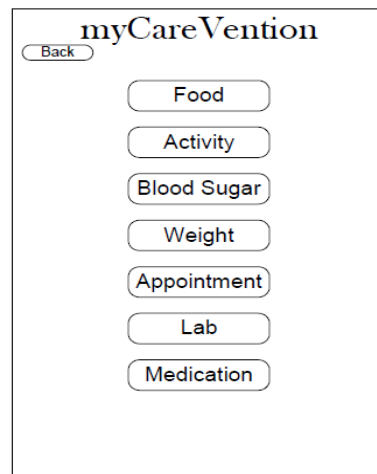 myCareVention
Back
Food
Activity
Blood Sugar
Weight
Appointment
Lab
Medication